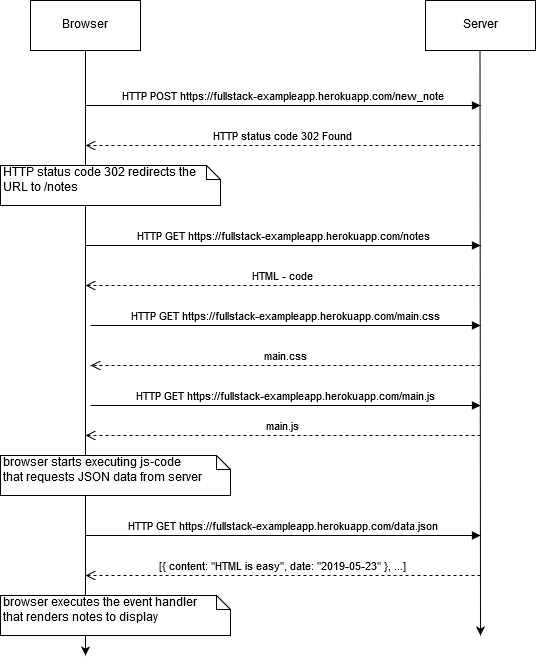 Browser
Server
HTTP POST https://fullstack-exampleapp.herokuapp.com/new_note
HTTP status code 302 Found
HTTP status code 302 redirects the
URL to /notes
HTTP GET https://fullstack-exampleapp.herokuapp.com/notes
HTML - code
HTTP GET https://fullstack-exampleapp.herokuapp.com/main.css
main.css
HTTP GET https://fullstack-exampleapp.herokuapp.com/main.js
main.js
browser starts executing js-code
that requests JSON data from server
HTTP GET https://fullstack-exampleapp.herokuapp.com/data.json
[{ content: "HTML is easy", date: "2019-05-23" }, ...]
browser executes the event handler
that renders notes to display